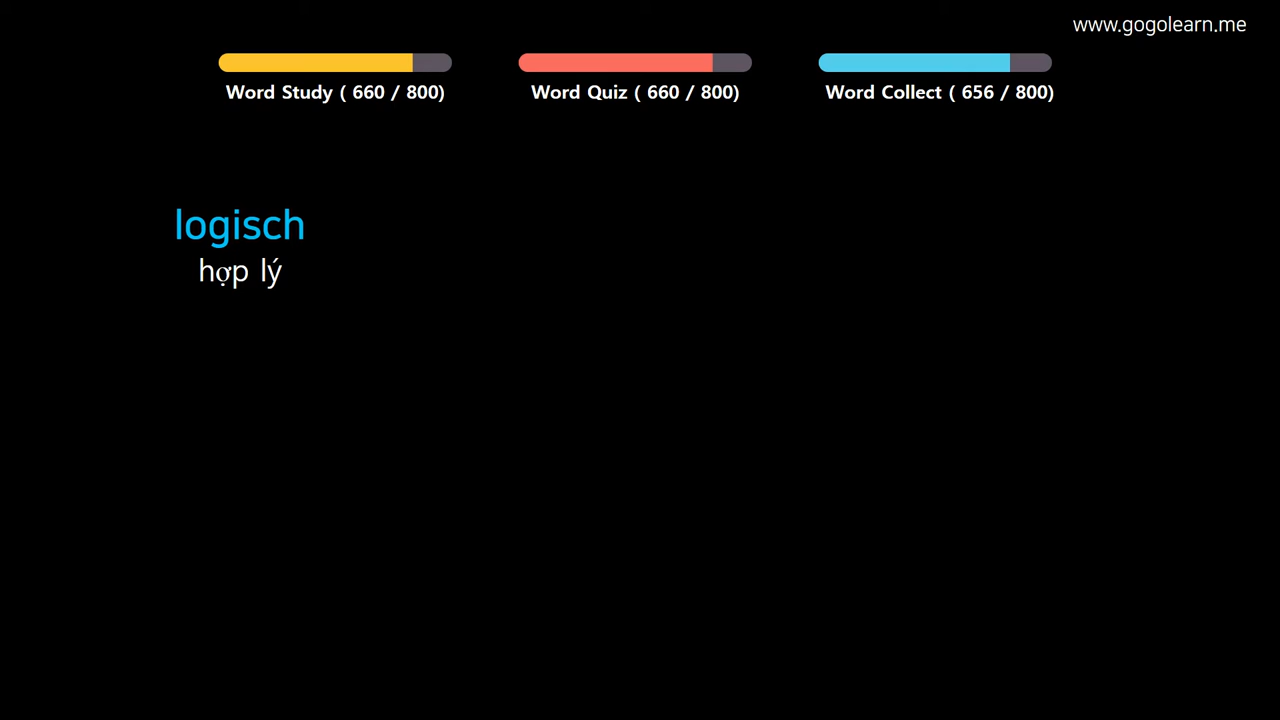 www.gogolearn.me
Word Study ( 660 / 800)
Word Quiz ( 660 / 800)
Word Collect ( 656 / 800)
logisch
hợp lý